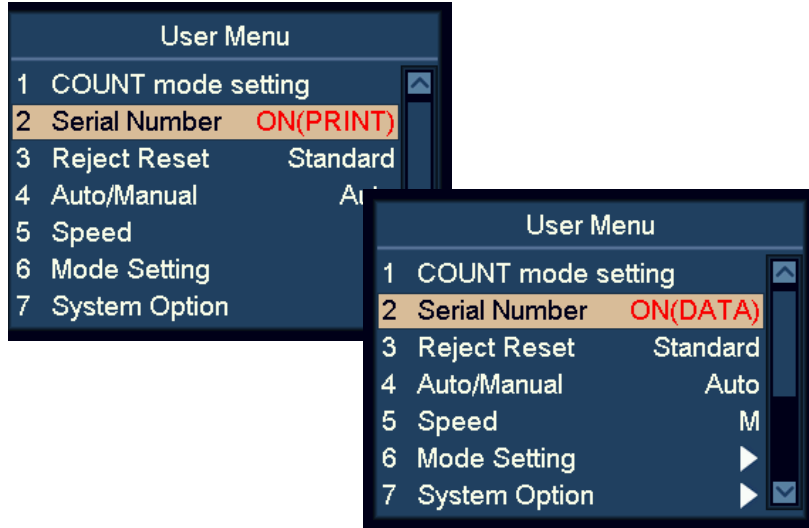 User Menu
1 COUNT mode setting
2 Serial Number ON(PRINT)
3 Reject Reset Standard
4 Auto/Manual
5 Speed
6 Mode Setting
7 System Option
User Menu
1 COUNT mode setting
2 Serial Number ON(DATA)
3 Reject Reset Standard
4 Auto/Manual Auto
5 Speed M
6 Mode Setting
7 System Option